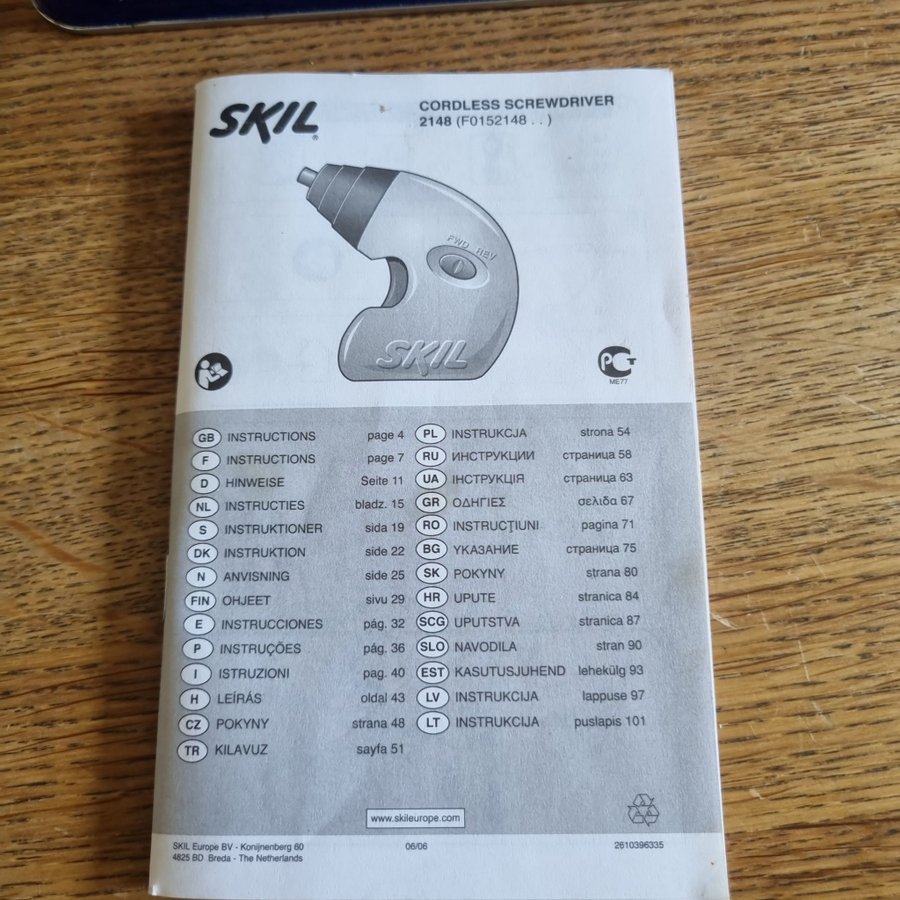 SKIL®
CORDLESS SCREWDRIVER
2148 (F0152148 . . )
FWD REV
SKIL
PCT
ME77
GB INSTRUCTIONS page 4
F INSTRUCTIONS page 7
D HINWEISE Seite 11
NL INSTRUCTIES bladz. 15
S INSTRUKTIONER sida 19
DK INSTRUKTION side 22
N ANVISNING side 25
FIN OHJEET sivu 29
E INSTRUCCIONES pág. 32
P INSTRUÇÕES pág. 36
I ISTRUZIONI pag. 40
H LEÍRÁS oldal 43
CZ POKYNY strana 48
TR KILAVUZ sayfa 51
PL INSTRUKCJA strona 54
RU ИНСТРУКЦИИ страница 58
UA ІНСТРУКЦІЯ страница 63
GR ΟΔΗΓΙΕΣ σελιδα 67
RO INSTRUCŢIUNI pagina 71
BG УКАЗАНИЕ страница 75
SK POKYNY strana 80
HR UPUTE stranica 84
SCG UPUTSTVA stranica 87
SLO NAVODILA stran 90
EST KASUTUSJUHEND lehekülg 93
LV INSTRUKCIJA lappuse 97
LT INSTRUKCIJA puslapis 101
www.skileurope.com
SKIL Europe BV - Konijnenberg 60
4825 BD Breda - The Netherlands
06/06
2610396335